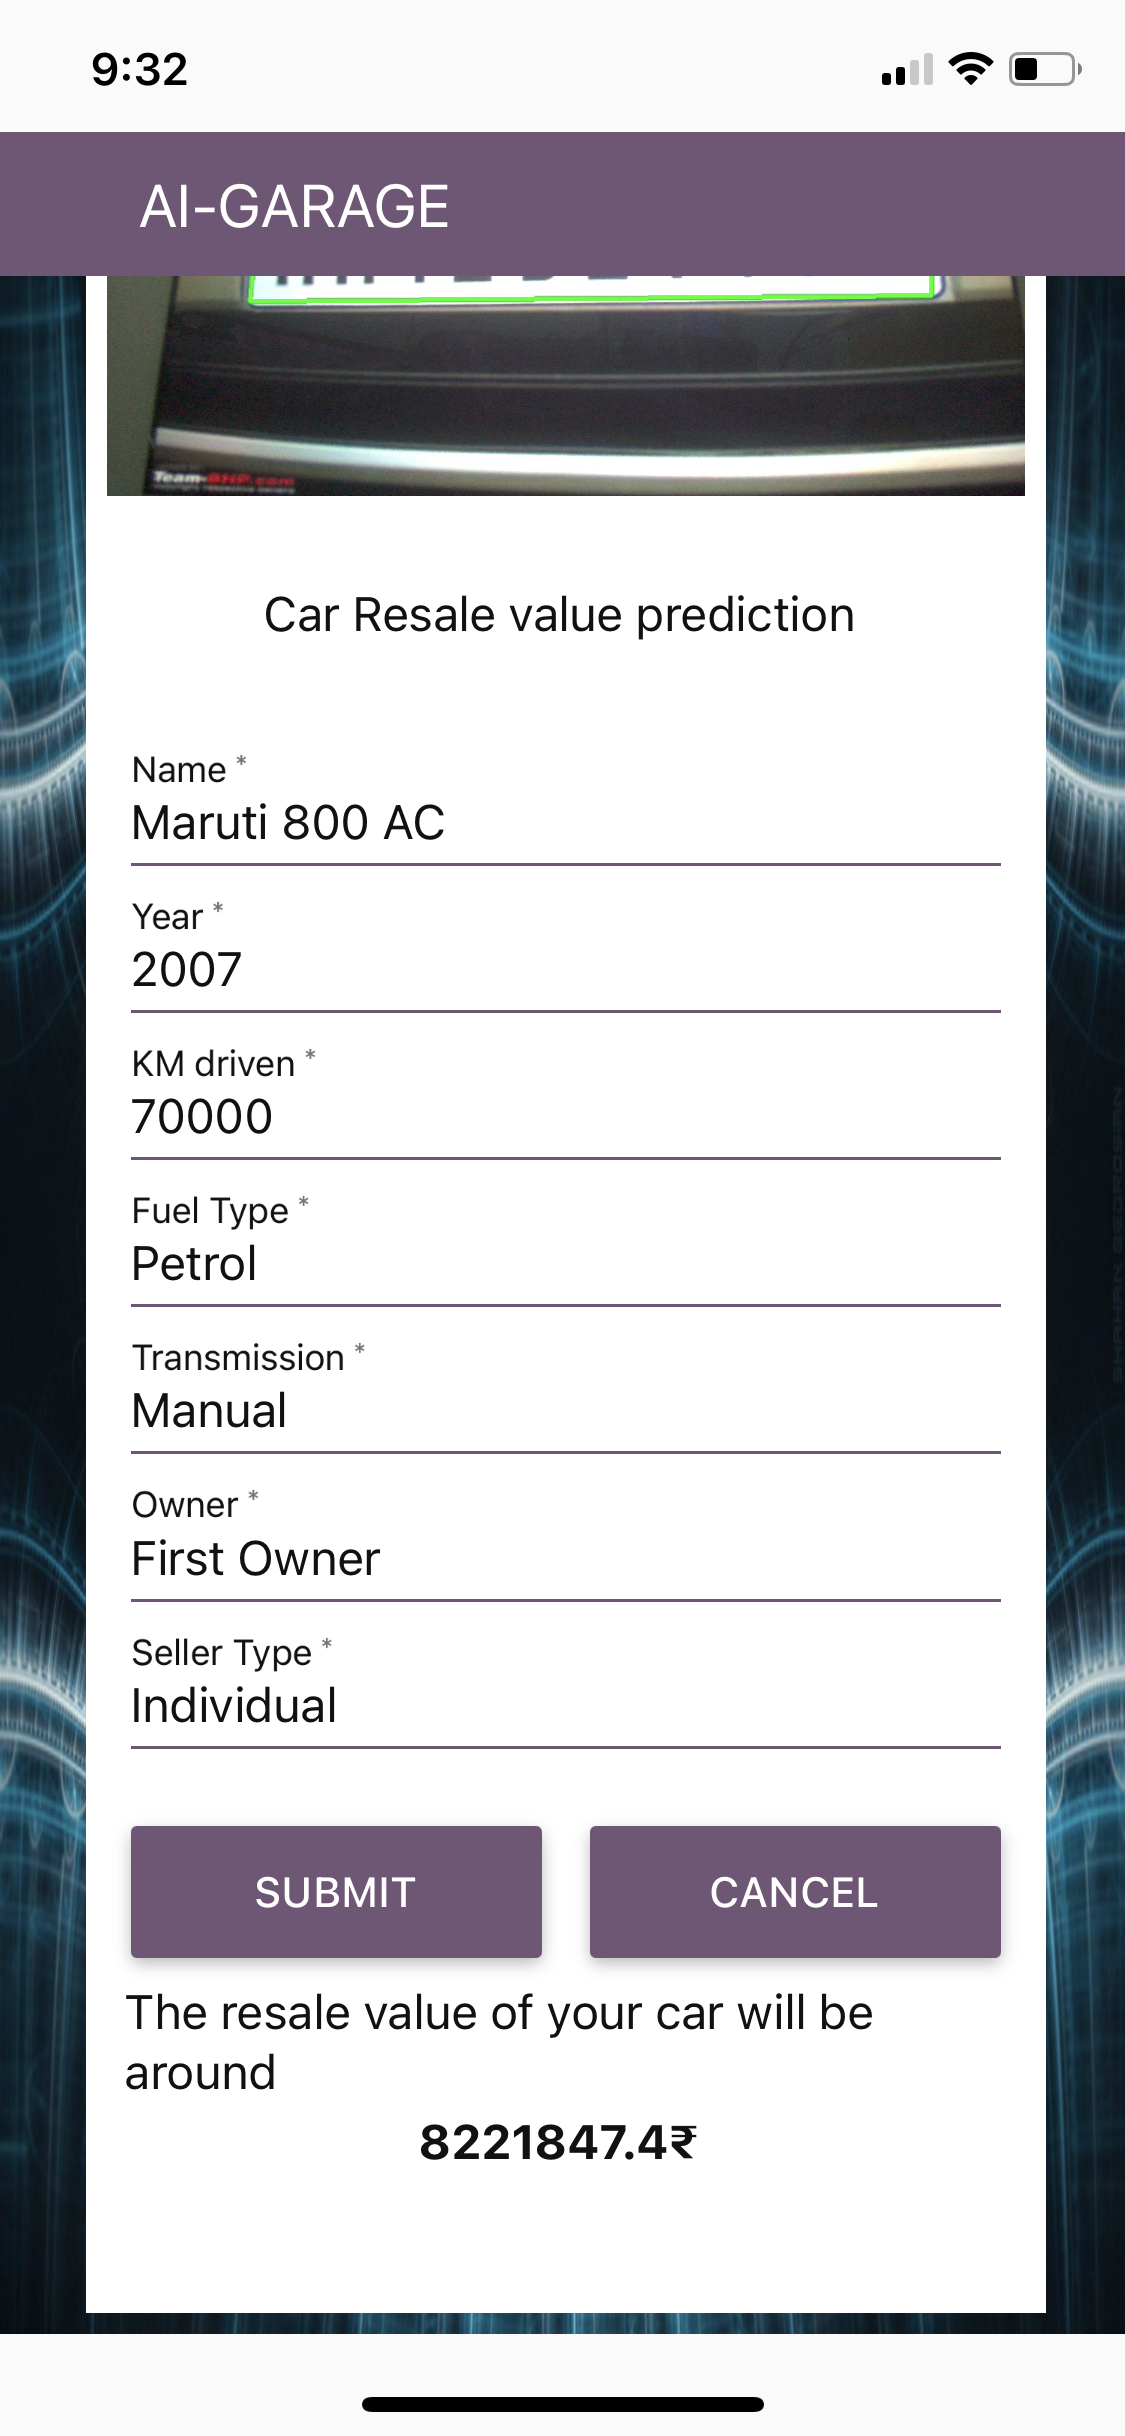 9:32
AI-GARAGE
Team-BHP.com
Car Resale value prediction
Name *
Maruti 800 AC
Year *
2007
KM driven *
70000
Fuel Type *
Petrol
Transmission *
Manual
Owner *
First Owner
Seller Type *
Individual
SUBMIT CANCEL
The resale value of your car will be
around
8221847.4₹